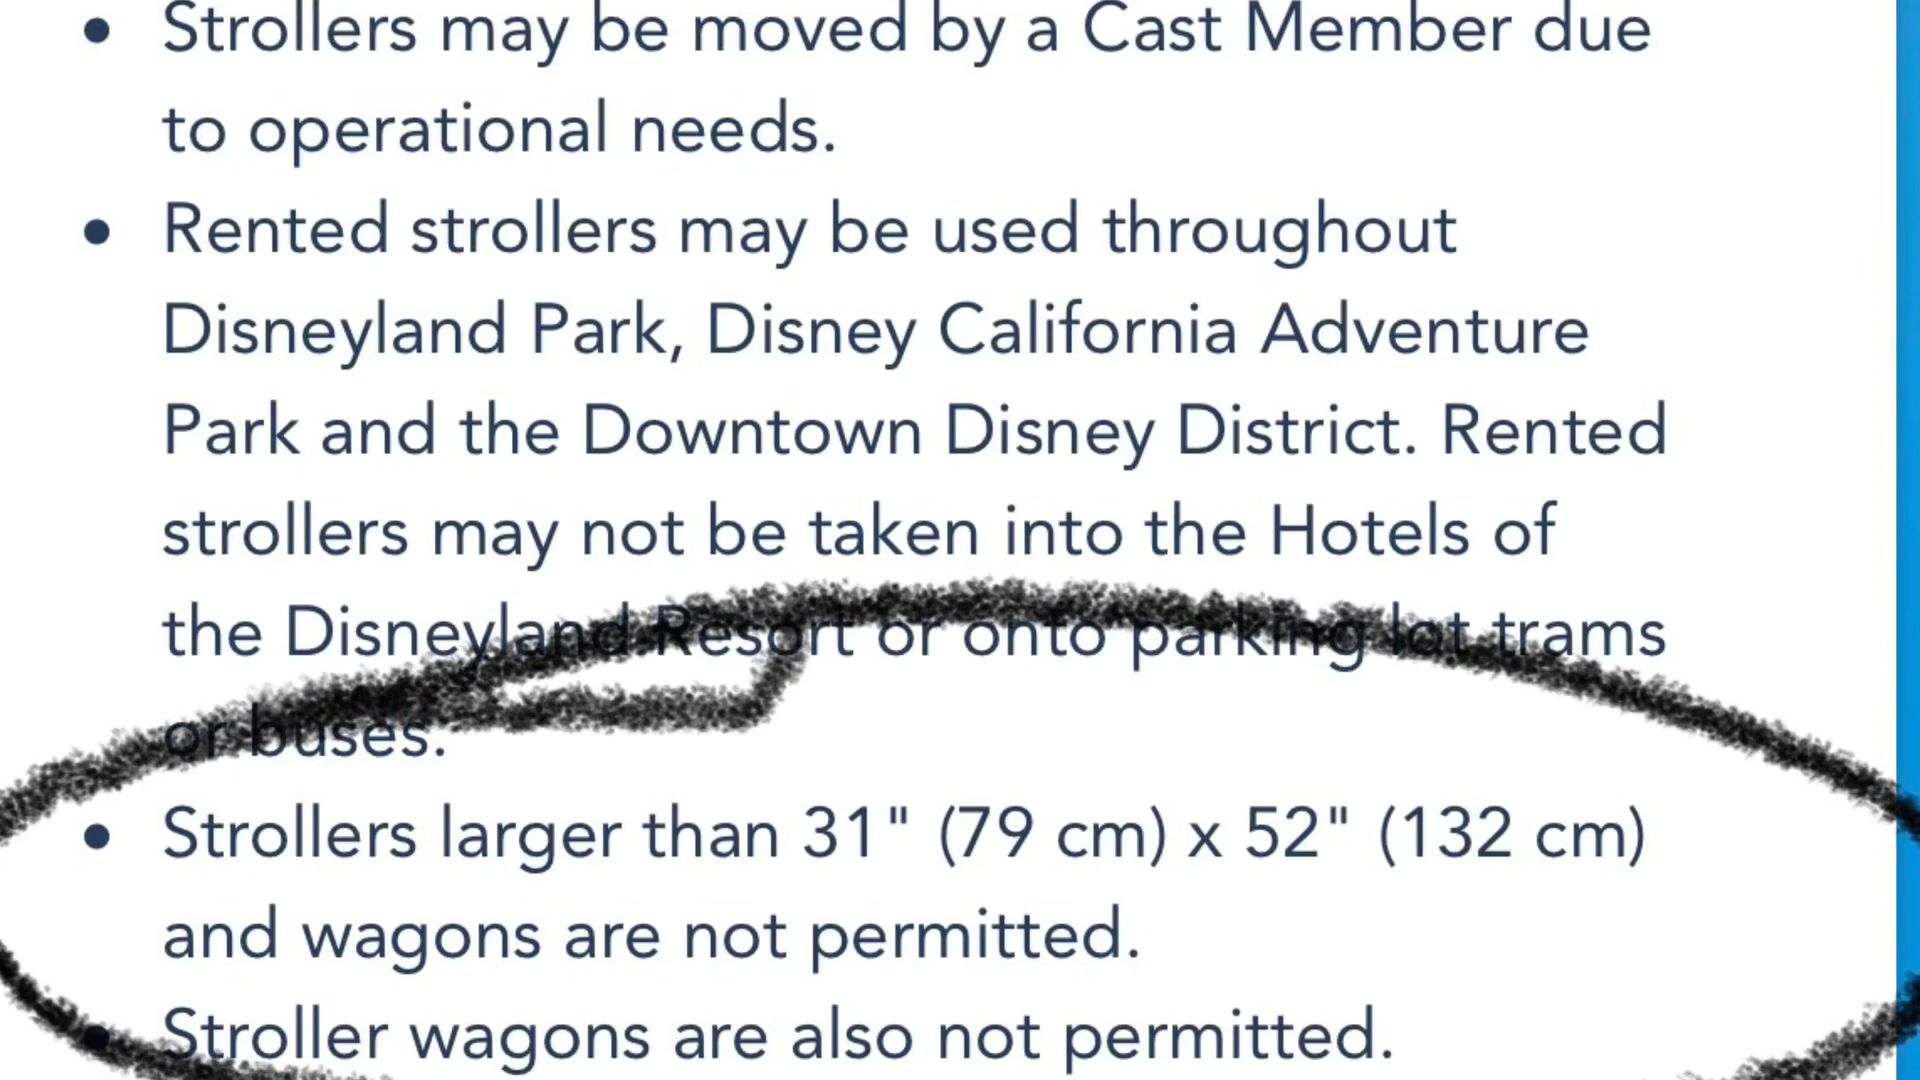 • Strollers may be moved by a Cast Member due
to operational needs.
• Rented strollers may be used throughout
Disneyland Park, Disney California Adventure
Park and the Downtown Disney District. Rented
strollers may not be taken into the Hotels of
the Disneyland Resort or onto parking lot trams
or buses.
• Strollers larger than 31" (79 cm) x 52" (132 cm)
and wagons are not permitted.
• Stroller wagons are also not permitted.